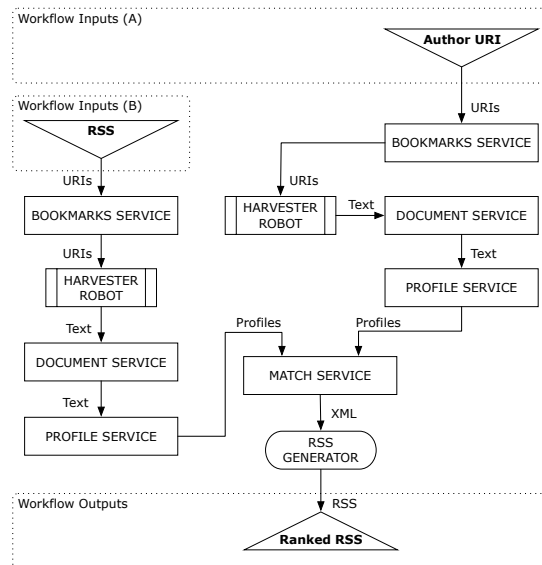 Workflow Inputs (A)
Author URI
URIs
BOOKMARKS SERVICE
URIs
HARVESTER
ROBOT
Text
DOCUMENT SERVICE
Text
PROFILE SERVICE
Profiles
Workflow Inputs (B)
RSS
URIs
BOOKMARKS SERVICE
URIs
HARVESTER
ROBOT
Text
DOCUMENT SERVICE
Text
PROFILE SERVICE
Profiles
MATCH SERVICE
XML
RSS
GENERATOR
Workflow Outputs
RSS
Ranked RSS